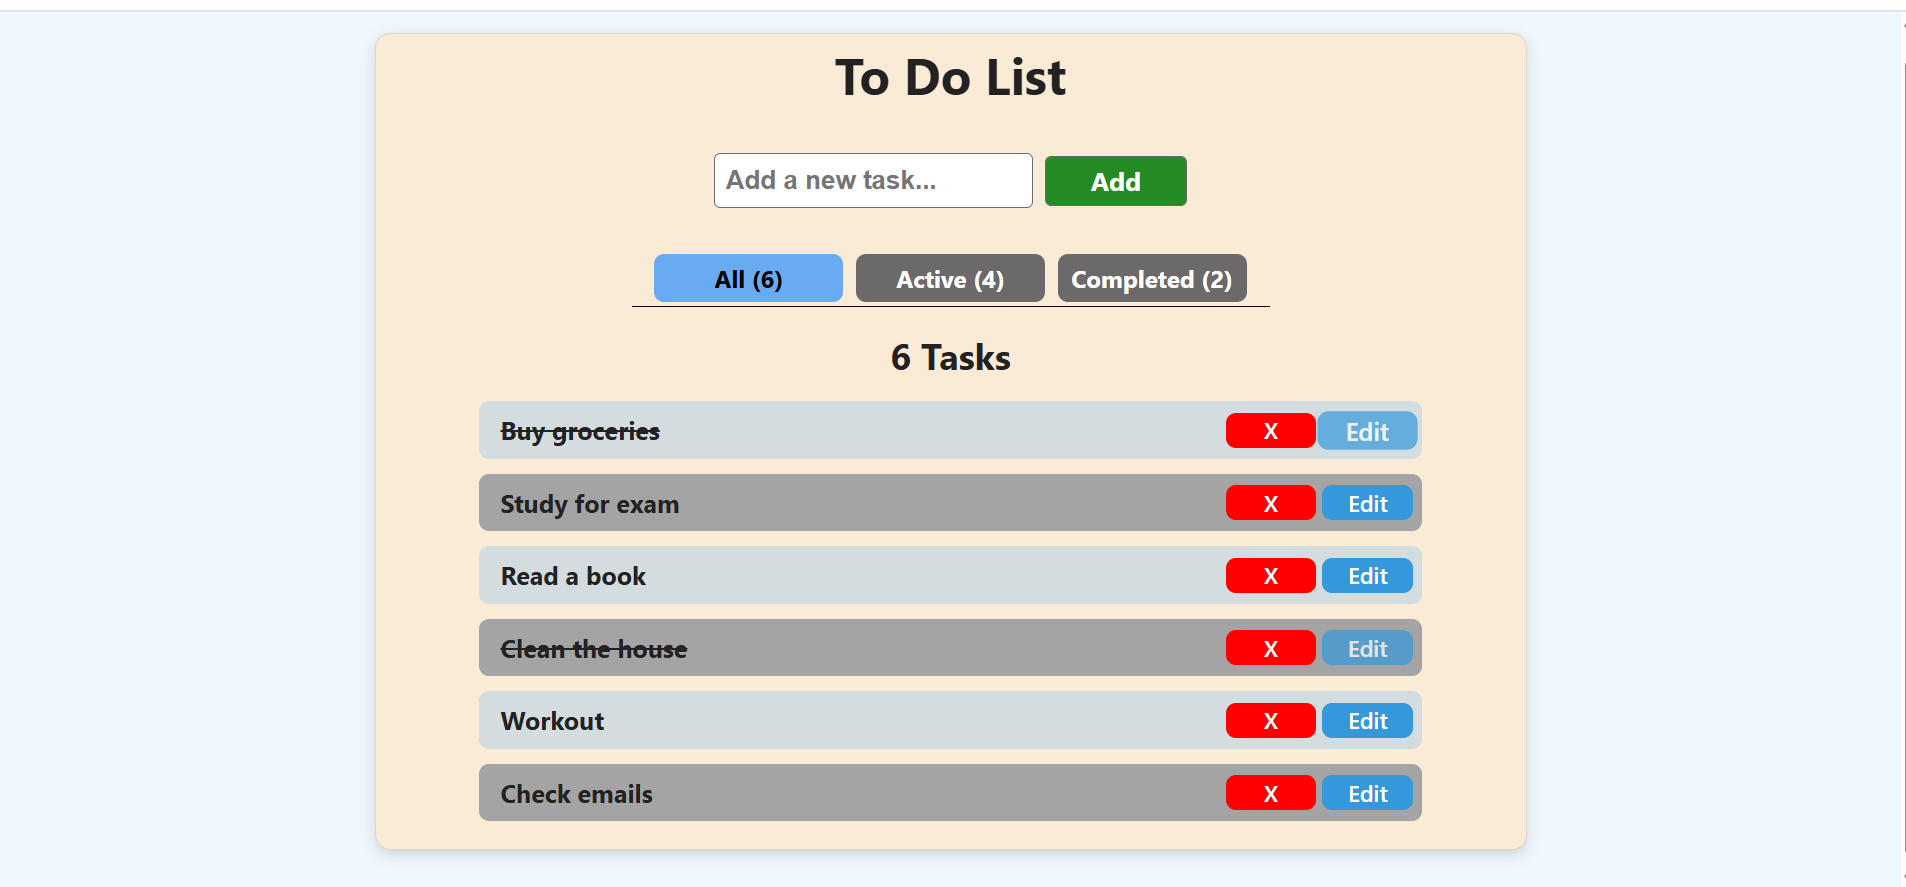 To Do List
Add a new task... Add
All (6) Active (4) Completed (2)
6 Tasks
Buy groceries X Edit
Study for exam X Edit
Read a book X Edit
Clean the house X Edit
Workout X Edit
Check emails X Edit